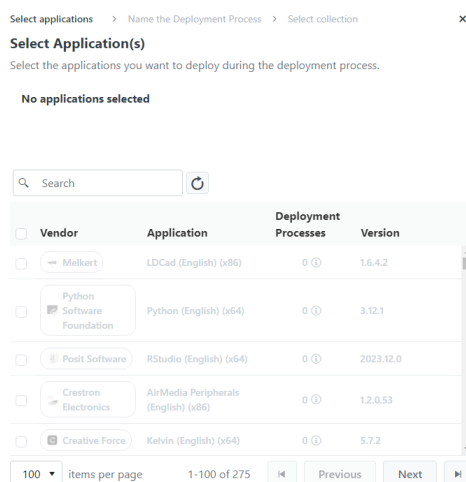 Select applications > Name the Deployment Process > Select collection ×
Select Application(s)
Select the applications you want to deploy during the deployment process.
No applications selected
Search
Deployment
Vendor Application Processes Version
Melkert LDCad (English) (x86) 0 1.6.4.2
Python
Software Python (English) (x64) 0 3.12.1
Foundation
Posit Software RStudio (English) (x64) 0 2023.12.0
Crestron AirMedia Peripherals
Electronics (English) (x86) 0 1.2.0.53
Creative Force Kelvin (English) (x64) 0 5.7.2
100 items per page 1-100 of 275 Previous Next